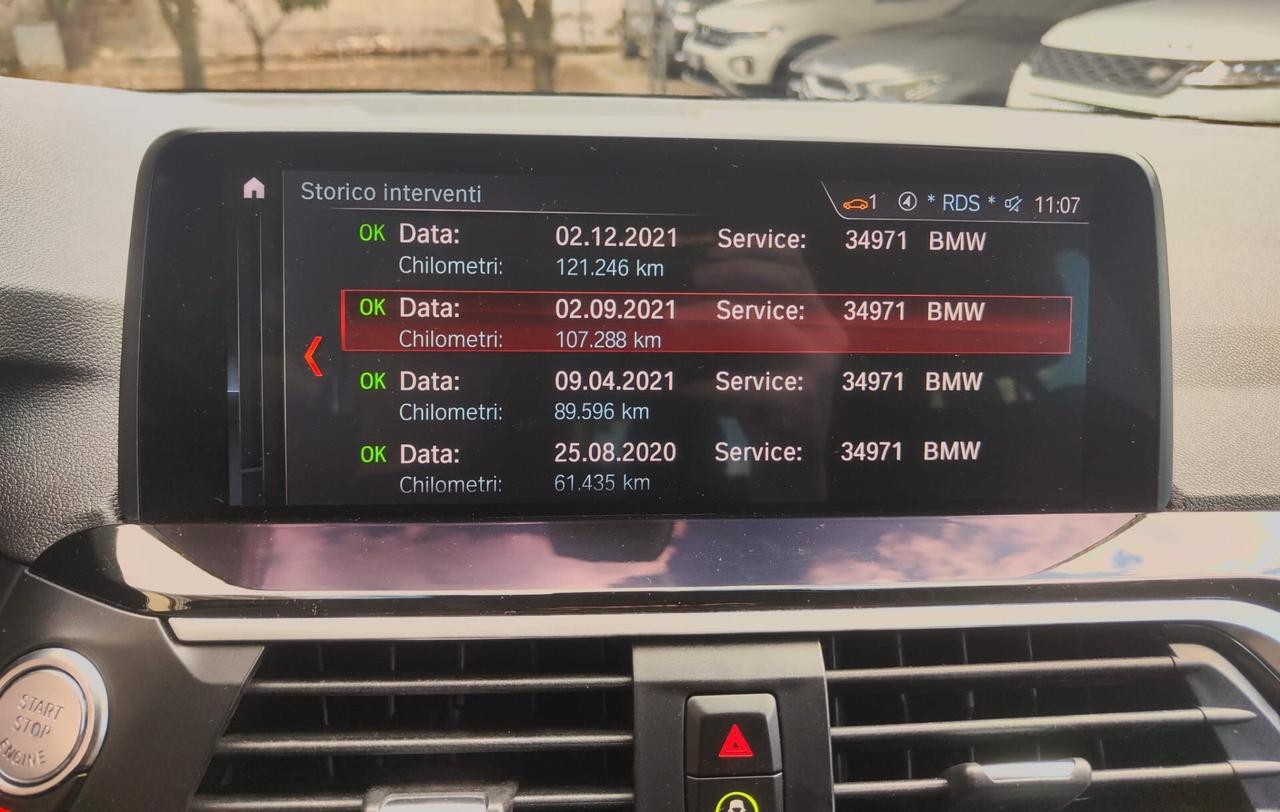 Storico interventi
1 * RDS * 11:07
OK Data: 02.12.2021 Service: 34971 BMW
Chilometri: 121.246 km
OK Data: 02.09.2021 Service: 34971 BMW
Chilometri: 107.288 km
OK Data: 09.04.2021 Service: 34971 BMW
Chilometri: 89.596 km
OK Data: 25.08.2020 Service: 34971 BMW
Chilometri: 61.435 km
START
STOP
ENGINE